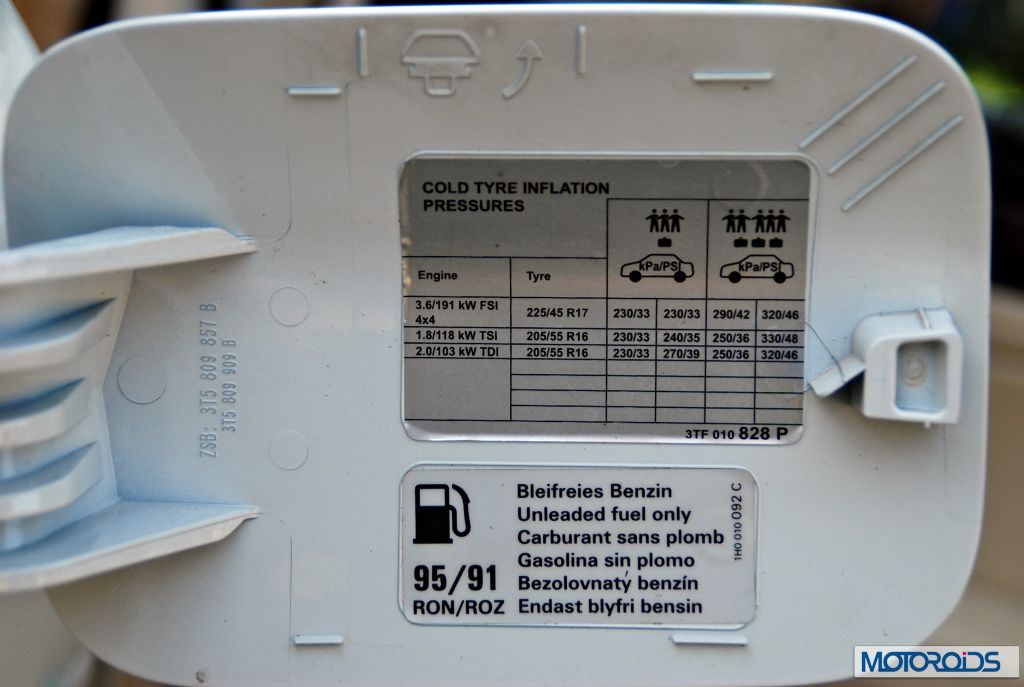 COLD TYRE INFLATION
PRESSURES
kPa/PSI kPa/PSI
Engine Tyre
3.6/191 kW FSI
4x4 225/45 R17 230/33 230/33 290/42 320/46
1.8/118 kW TSI 205/55 R16 230/33 240/35 250/36 330/48
2.0/103 kW TDI 205/55 R16 230/33 270/39 250/36 320/46
3TF 010 828 P
ZSB: 3T5 809 857 B
3T5 809 909 B
Bleifreies Benzin
Unleaded fuel only
Carburant sans plomb
Gasolina sin plomo
Bezolovnatý benzín
Endast blyfri bensin
95/91
RON/ROZ
1H0 010 092 C
MOTOROIDS